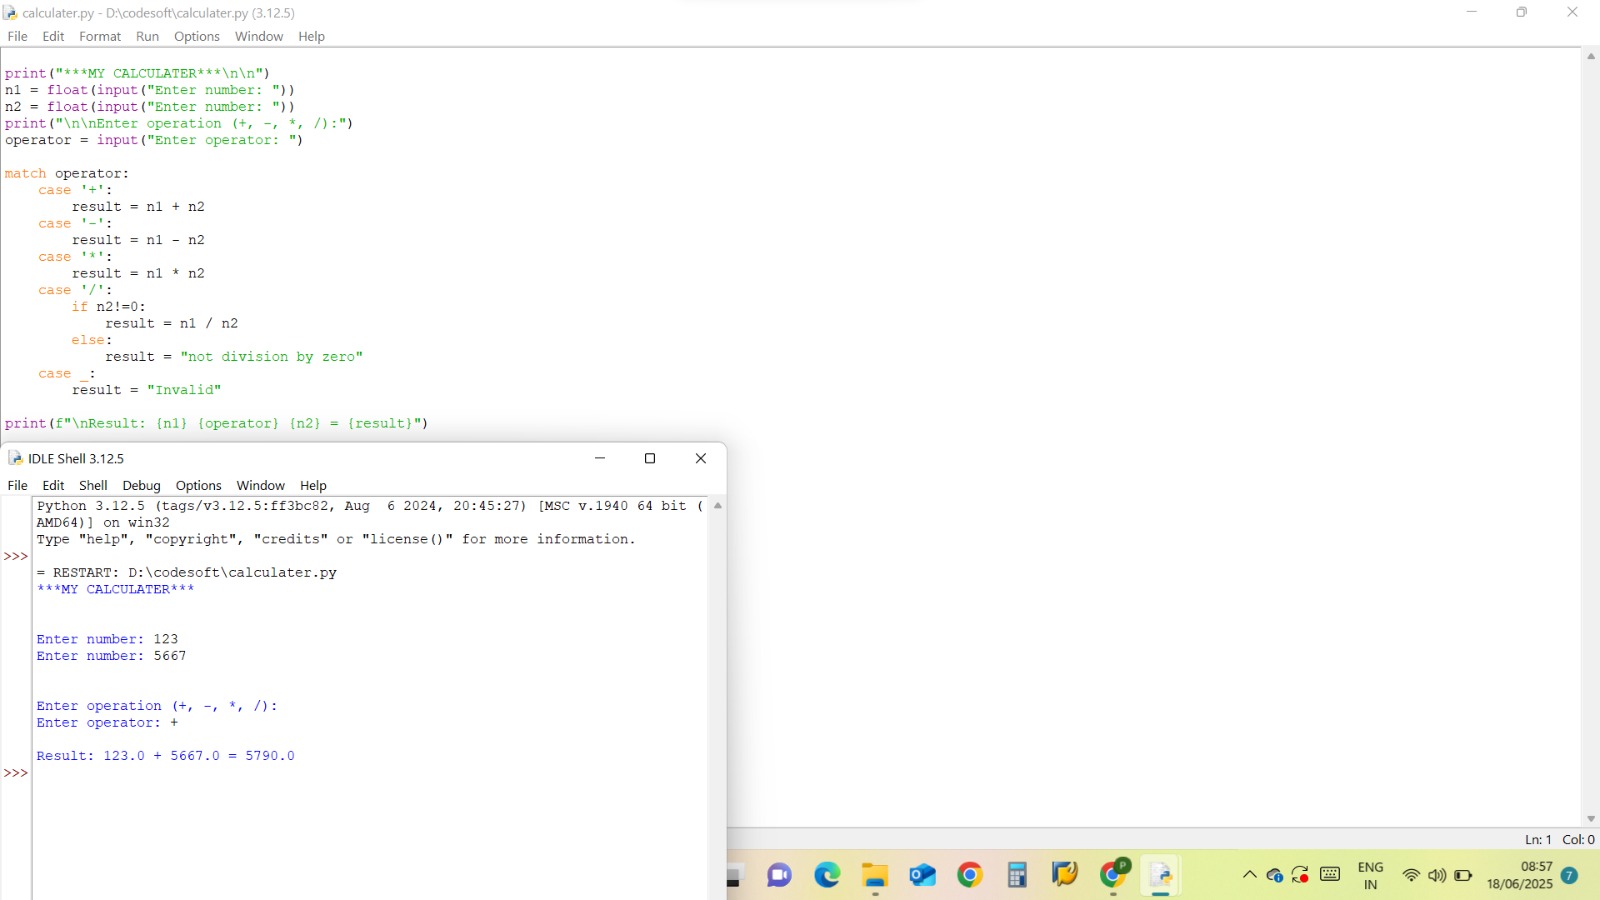 calculater.py - D:\codesoft\calculater.py (3.12.5)
File Edit Format Run Options Window Help
print("***MY CALCULATER***\n\n")
n1 = float(input("Enter number: "))
n2 = float(input("Enter number: "))
print("\n\nEnter operation (+, -, *, /):")
operator = input("Enter operator: ")
match operator:
    case '+':
        result = n1 + n2
    case '-':
        result = n1 - n2
    case '*':
        result = n1 * n2
    case '/':
        if n2!=0:
            result = n1 / n2
        else:
            result = "not division by zero"
    case _:
        result = "Invalid"
print(f"\nResult: {n1} {operator} {n2} = {result}")
IDLE Shell 3.12.5
File Edit Shell Debug Options Window Help
Python 3.12.5 (tags/v3.12.5:ff3bc82, Aug  6 2024, 20:45:27) [MSC v.1940 64 bit (
AMD64)] on win32
Type "help", "copyright", "credits" or "license()" for more information.
>>>
= RESTART: D:\codesoft\calculater.py
***MY CALCULATER***
Enter number: 123
Enter number: 5667
Enter operation (+, -, *, /):
Enter operator: +
Result: 123.0 + 5667.0 = 5790.0
>>>
Ln: 1 Col: 0
P
ENG
IN
08:57
18/06/2025
7